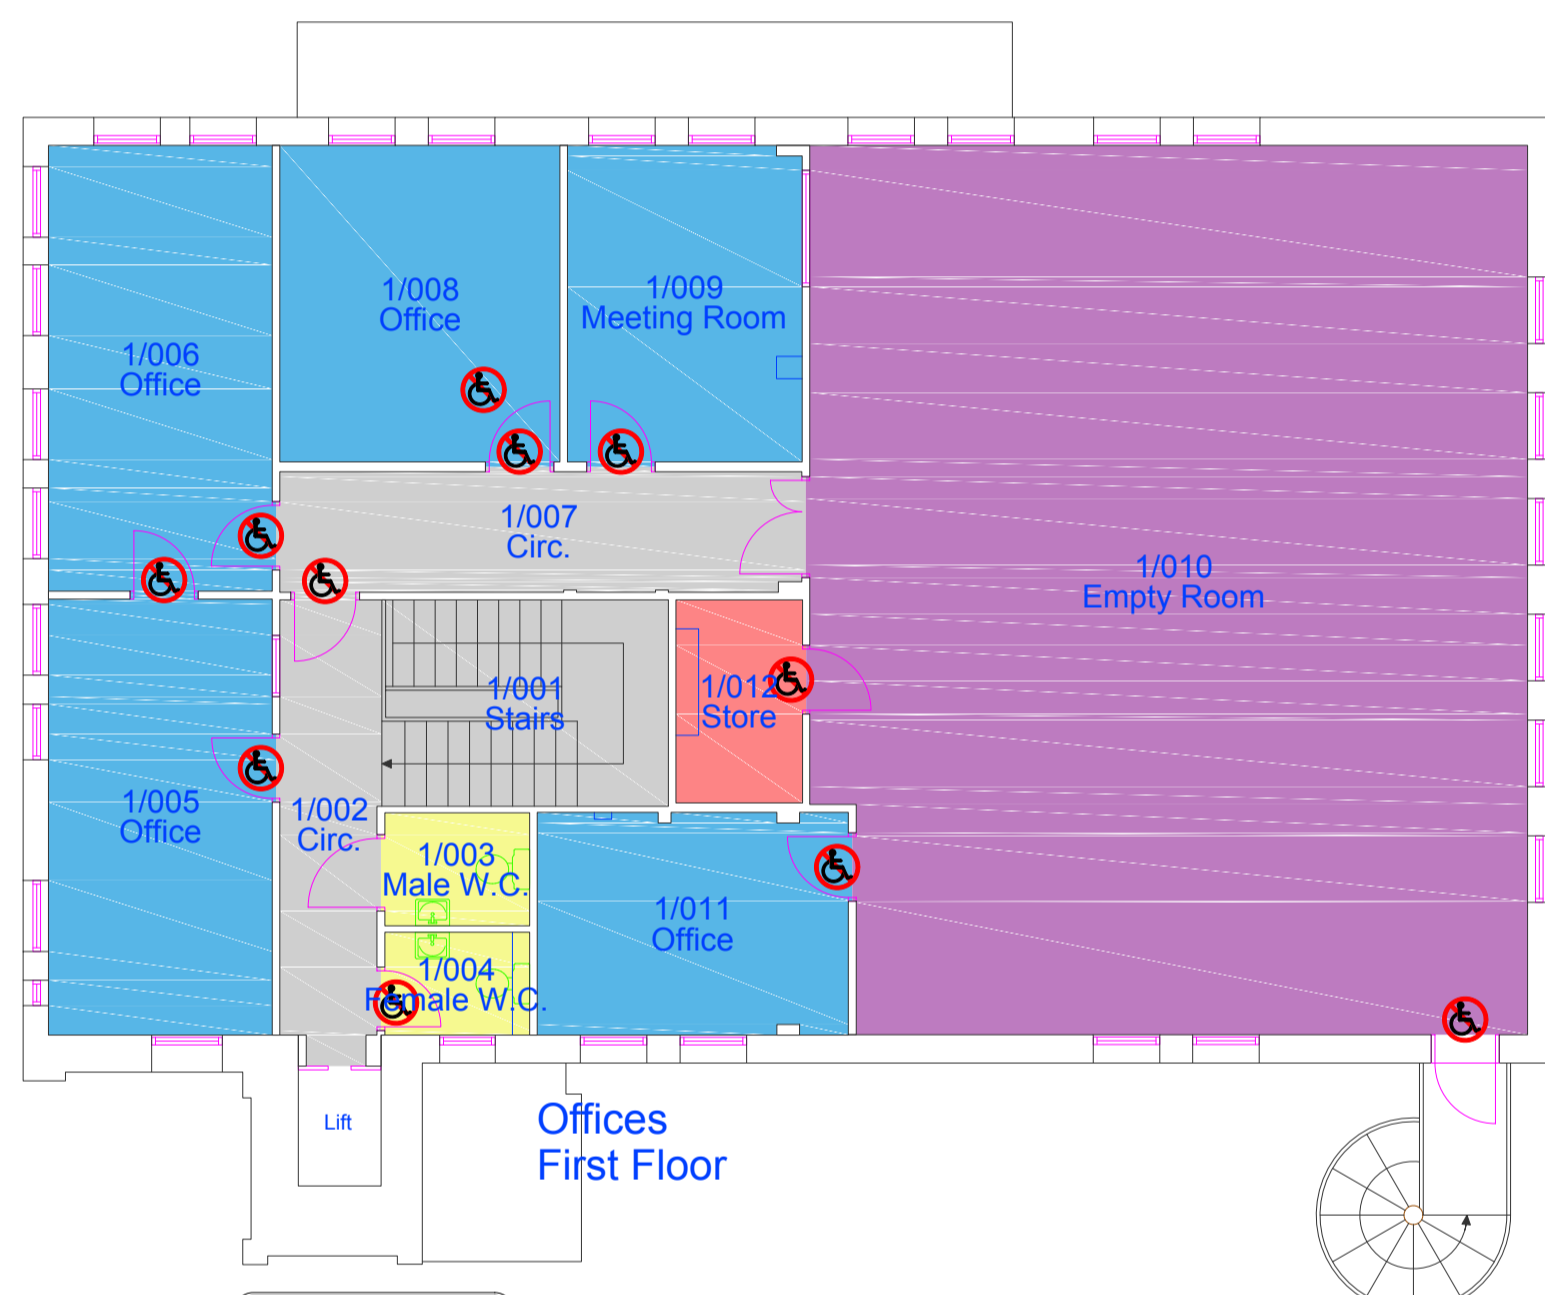 1/008
Office
1/009
Meeting Room
1/006
Office
1/007
Circ.
1/010
Empty Room
1/001
Stairs
1/012
Store
1/005
Office
1/002
Circ.
1/003
Male W.C.
1/011
Office
1/004
Female W.C.
Lift
Offices
First Floor